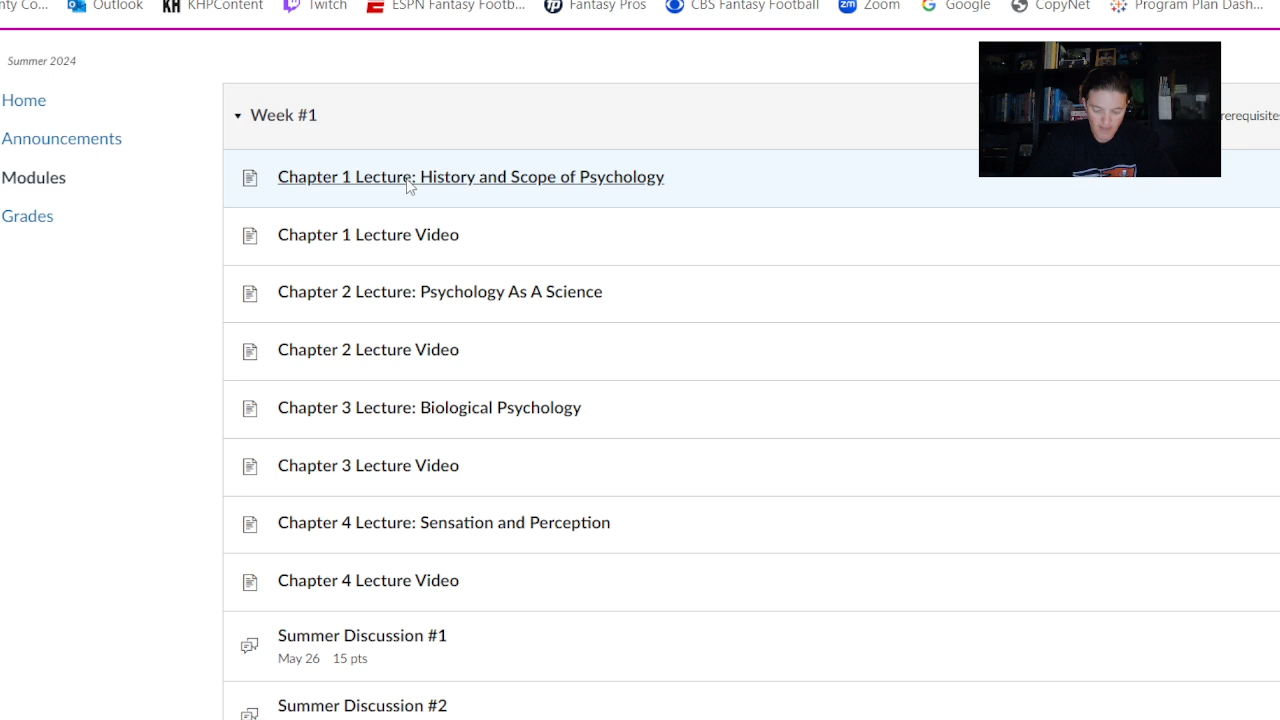 nty Co... Outlook KHPContent Twitch ESPN Fantasy Footb... Fantasy Pros CBS Fantasy Football Zoom Google CopyNet Program Plan Dash...
Summer 2024
Home
Announcements
Modules
Grades
Week #1
rerequisites
Chapter 1 Lecture: History and Scope of Psychology
Chapter 1 Lecture Video
Chapter 2 Lecture: Psychology As A Science
Chapter 2 Lecture Video
Chapter 3 Lecture: Biological Psychology
Chapter 3 Lecture Video
Chapter 4 Lecture: Sensation and Perception
Chapter 4 Lecture Video
Summer Discussion #1
May 26 15 pts
Summer Discussion #2